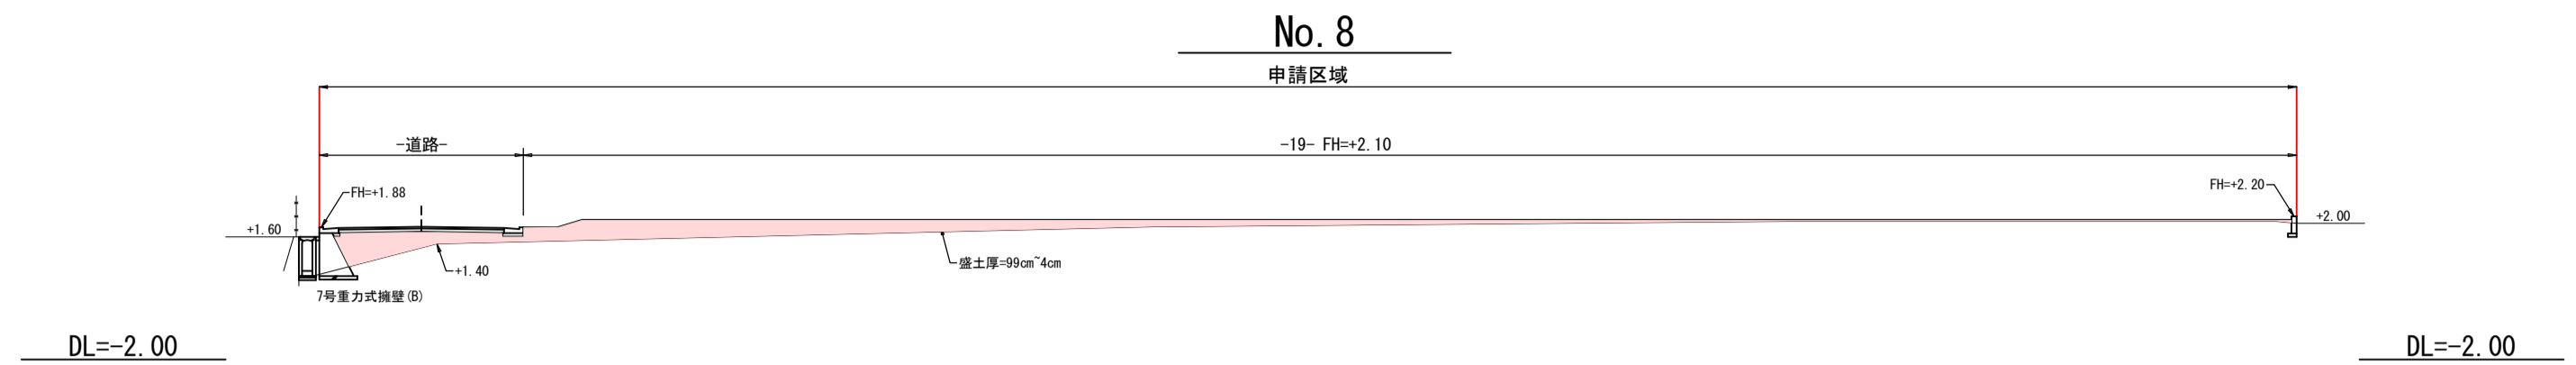 No.8
申請区域
-道路-
-19- FH=+2.10
FH=+1.88
FH=+2.20
+1.60
+2.00
+1.40
盛土厚=99cm~4cm
7号重力式擁壁(B)
DL=-2.00
DL=-2.00